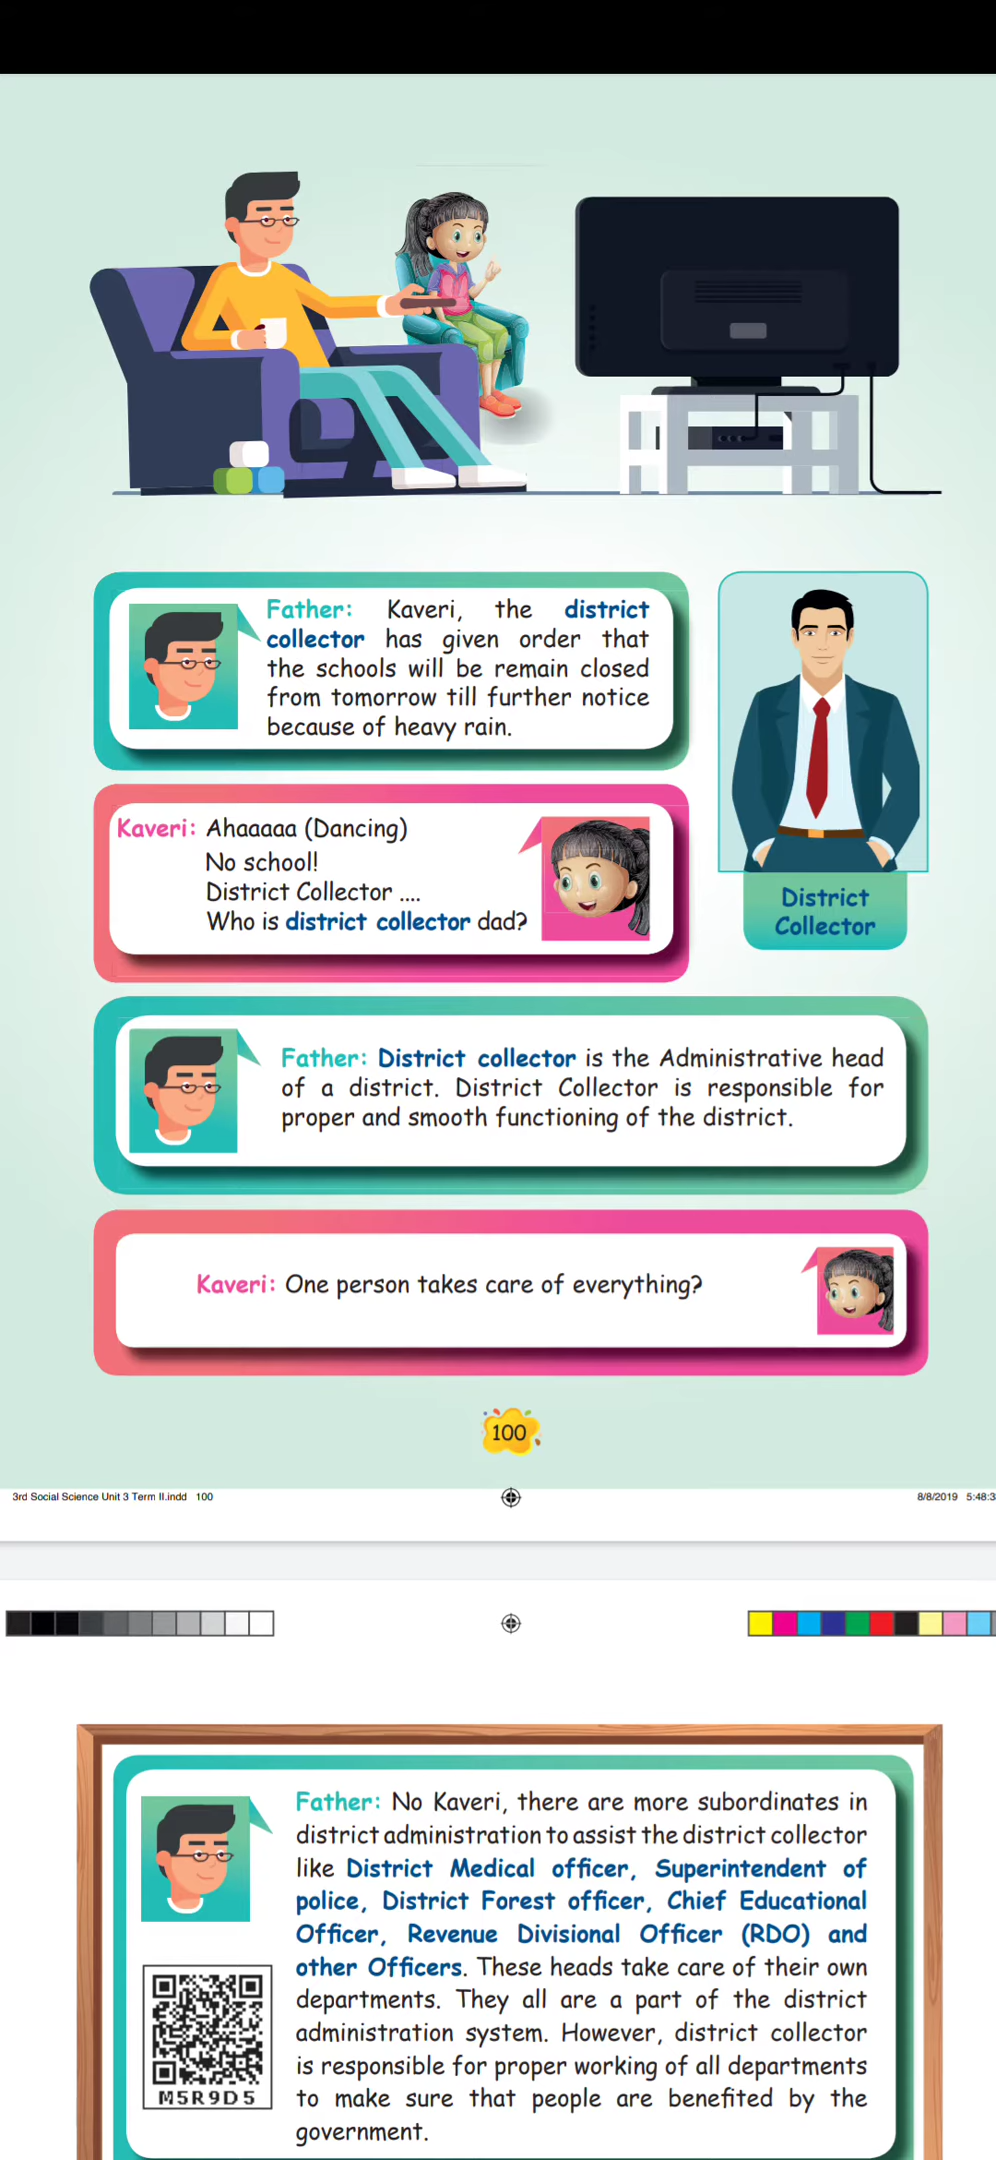 Father: Kaveri, the district
collector has given order that
the schools will be remain closed
from tomorrow till further notice
because of heavy rain.
Kaveri: Ahaaaaa (Dancing)
No school!
District Collector ....
Who is district collector dad?
District
Collector
Father: District collector is the Administrative head
of a district. District Collector is responsible for
proper and smooth functioning of the district.
Kaveri: One person takes care of everything?
100
3rd Social Science Unit 3 Term II.indd 100
8/8/2019 5:48:3
Father: No Kaveri, there are more subordinates in
district administration to assist the district collector
like District Medical officer, Superintendent of
police, District Forest officer, Chief Educational
Officer, Revenue Divisional Officer (RDO) and
other Officers. These heads take care of their own
departments. They all are a part of the district
administration system. However, district collector
is responsible for proper working of all departments
to make sure that people are benefited by the
government.
M5R9D5